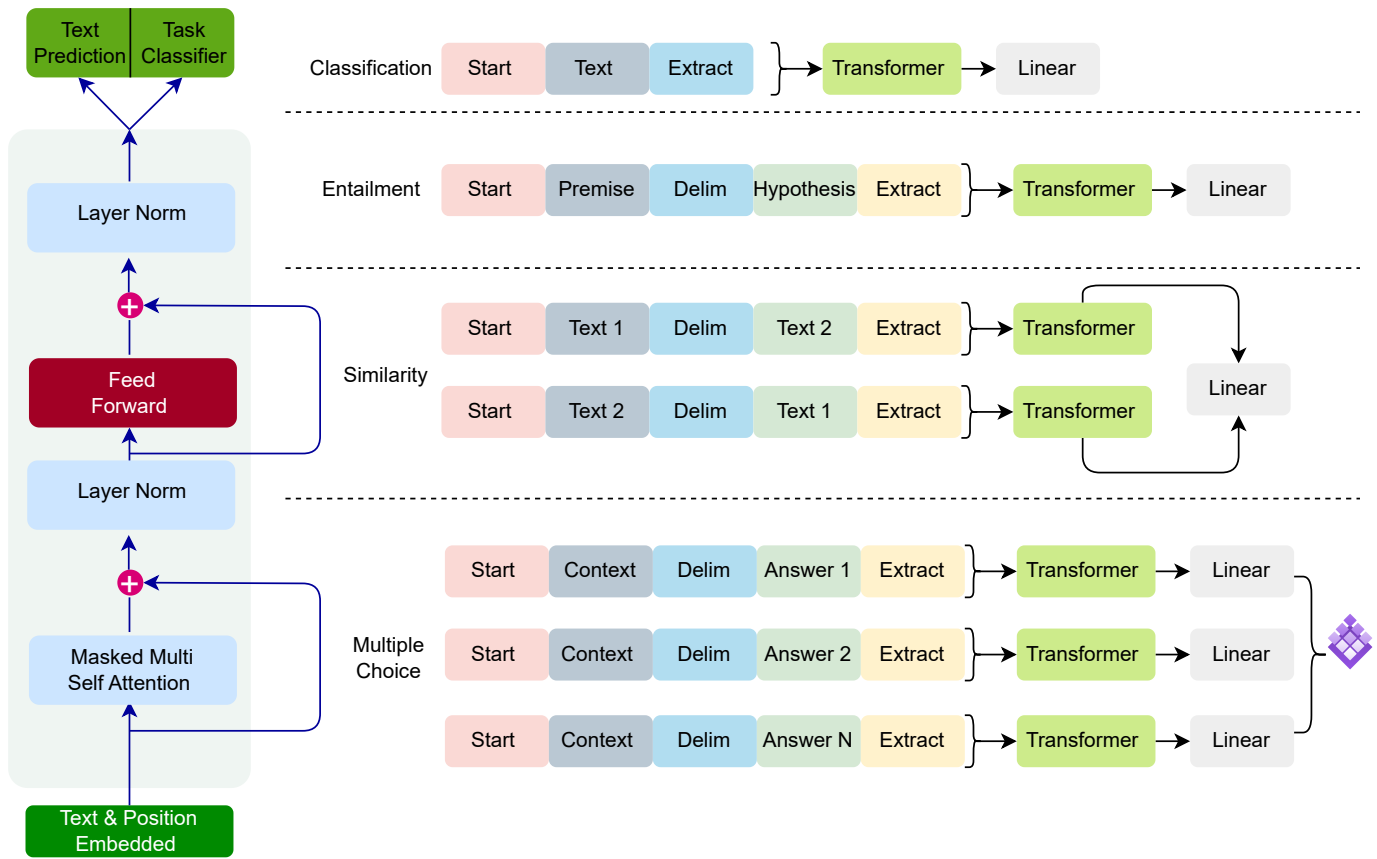 Text
Prediction
Task
Classifier
Layer Norm
+
Feed
Forward
Layer Norm
+
Masked Multi
Self Attention
Text & Position
Embedded
Classification Start Text Extract Transformer Linear
Entailment Start Premise Delim Hypothesis Extract Transformer Linear
Similarity
Start Text 1 Delim Text 2 Extract Transformer
Start Text 2 Delim Text 1 Extract Transformer
Linear
Multiple
Choice
Start Context Delim Answer 1 Extract Transformer Linear
Start Context Delim Answer 2 Extract Transformer Linear
Start Context Delim Answer N Extract Transformer Linear